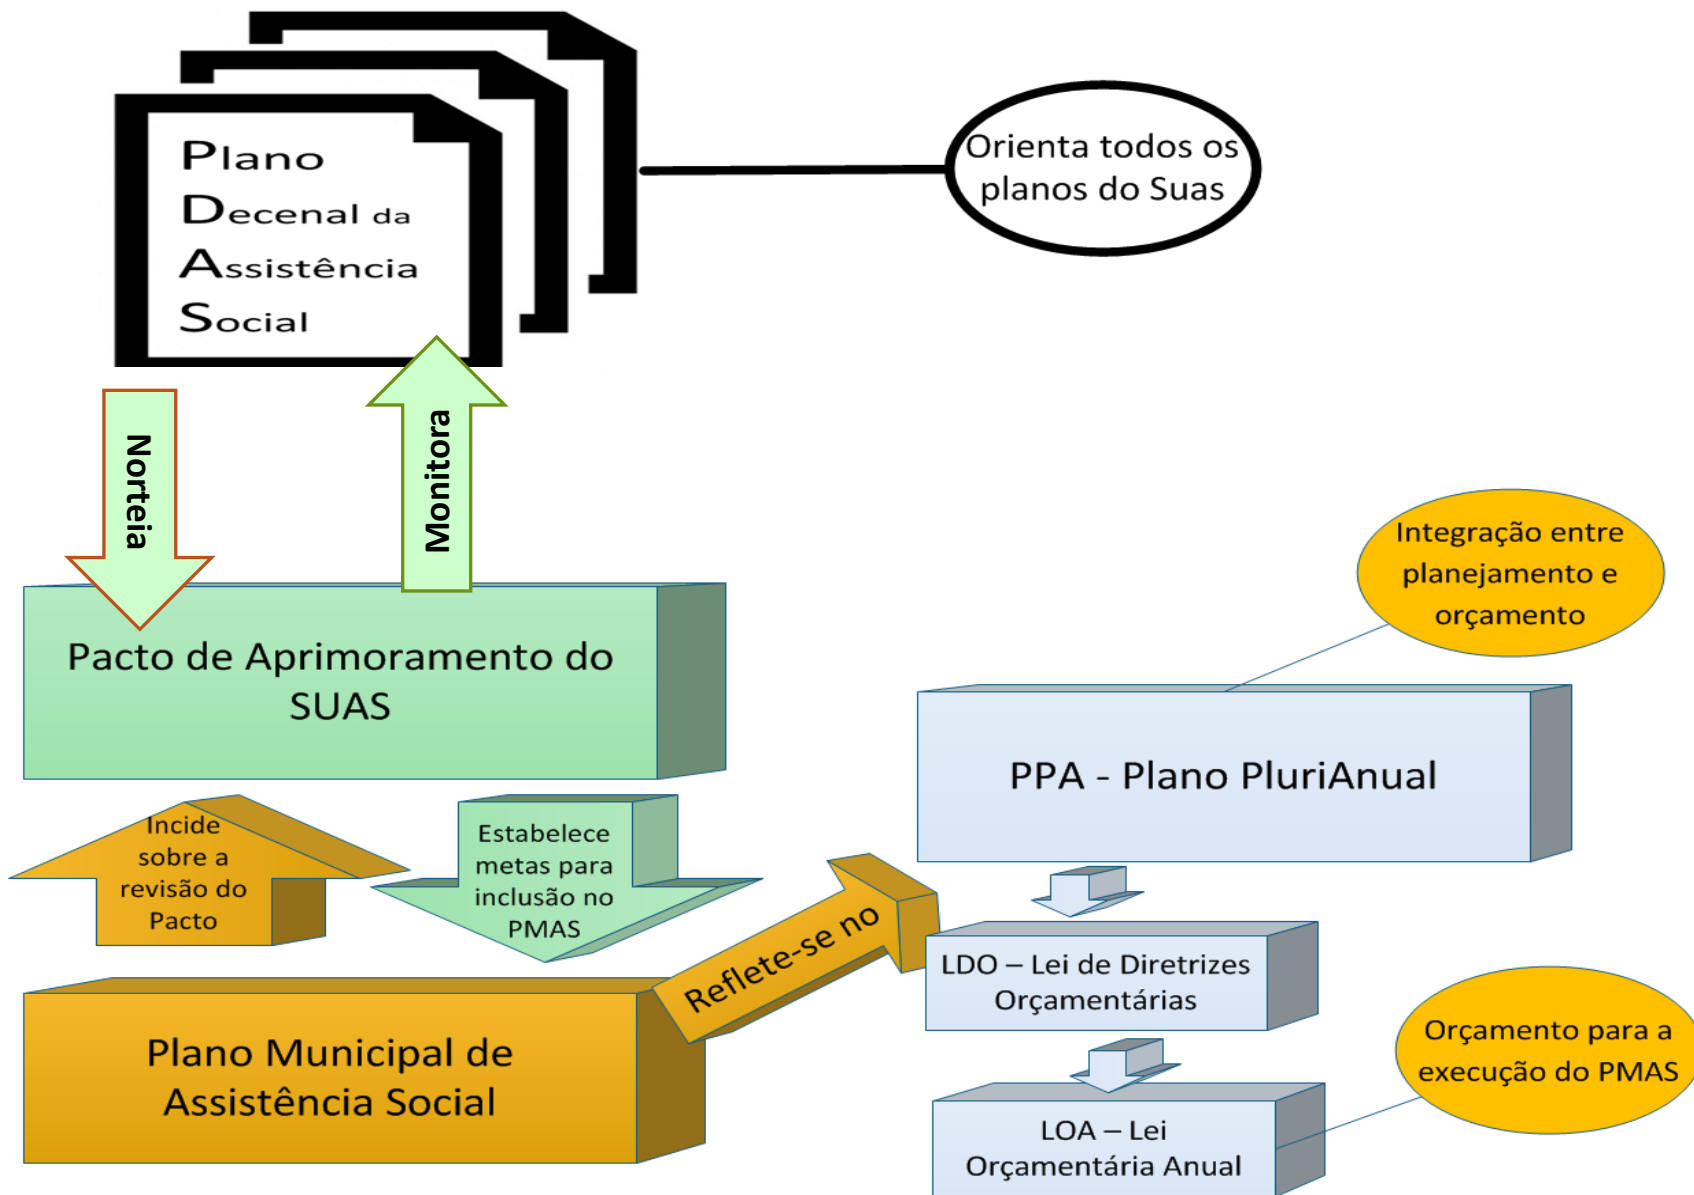 Plano
Decenal da
Assistência
Social
Orienta todos os
planos do Suas
Norteia
Monitora
Pacto de Aprimoramento do
SUAS
Incide
sobre a
revisão do
Pacto
Estabelece
metas para
inclusão no
PMAS
Plano Municipal de
Assistência Social
Reflete-se no
Integração entre
planejamento e
orçamento
PPA - Plano PluriAnual
LDO – Lei de Diretrizes
Orçamentárias
LOA – Lei
Orçamentária Anual
Orçamento para a
execução do PMAS